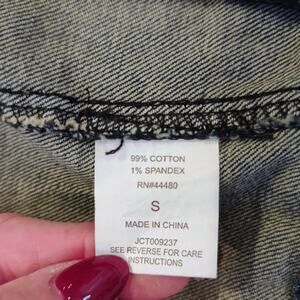 99% COTTON
1% SPANDEX
RN#44480
S
MADE IN CHINA
JCT009237
SEE REVERSE FOR CARE
INSTRUCTIONS